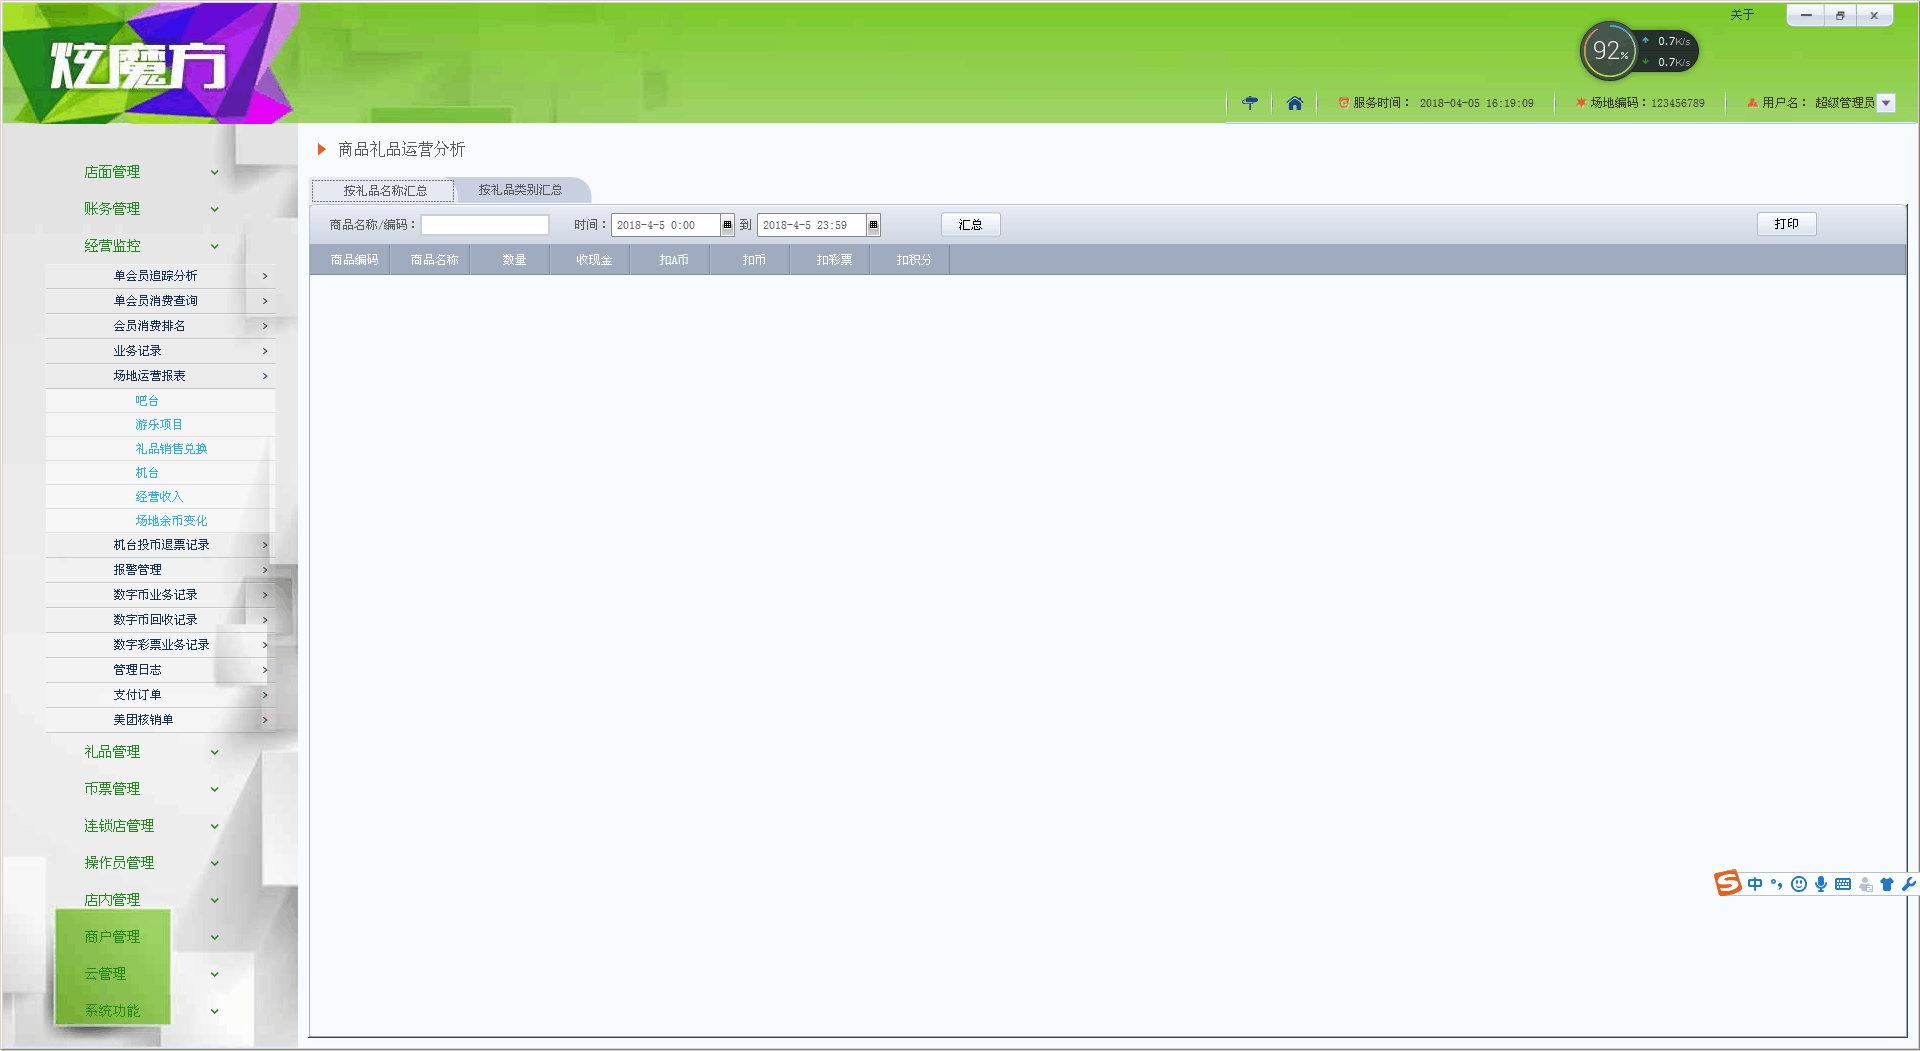 炫魔方
关于
92%
0.7K/s
0.7K/s
服务时间： 2018-04-05 16:19:09
场地编码：123456789
用户名： 超级管理员
店面管理
账务管理
经营监控
单会员追踪分析
单会员消费查询
会员消费排名
业务记录
场地运营报表
吧台
游乐项目
礼品销售兑换
机台
经营收入
场地余币变化
机台投币退票记录
报警管理
数字币业务记录
数字币回收记录
数字彩票业务记录
管理日志
支付订单
美团核销单
礼品管理
币票管理
连锁店管理
操作员管理
店内管理
商户管理
云管理
系统功能
商品礼品运营分析
按礼品名称汇总 按礼品类别汇总
商品名称/编码： 时间： 2018-4-5 0:00 到 2018-4-5 23:59 汇总 打印
商品编码 商品名称 数量 收现金 扣A币 扣币 扣彩票 扣积分
S 中